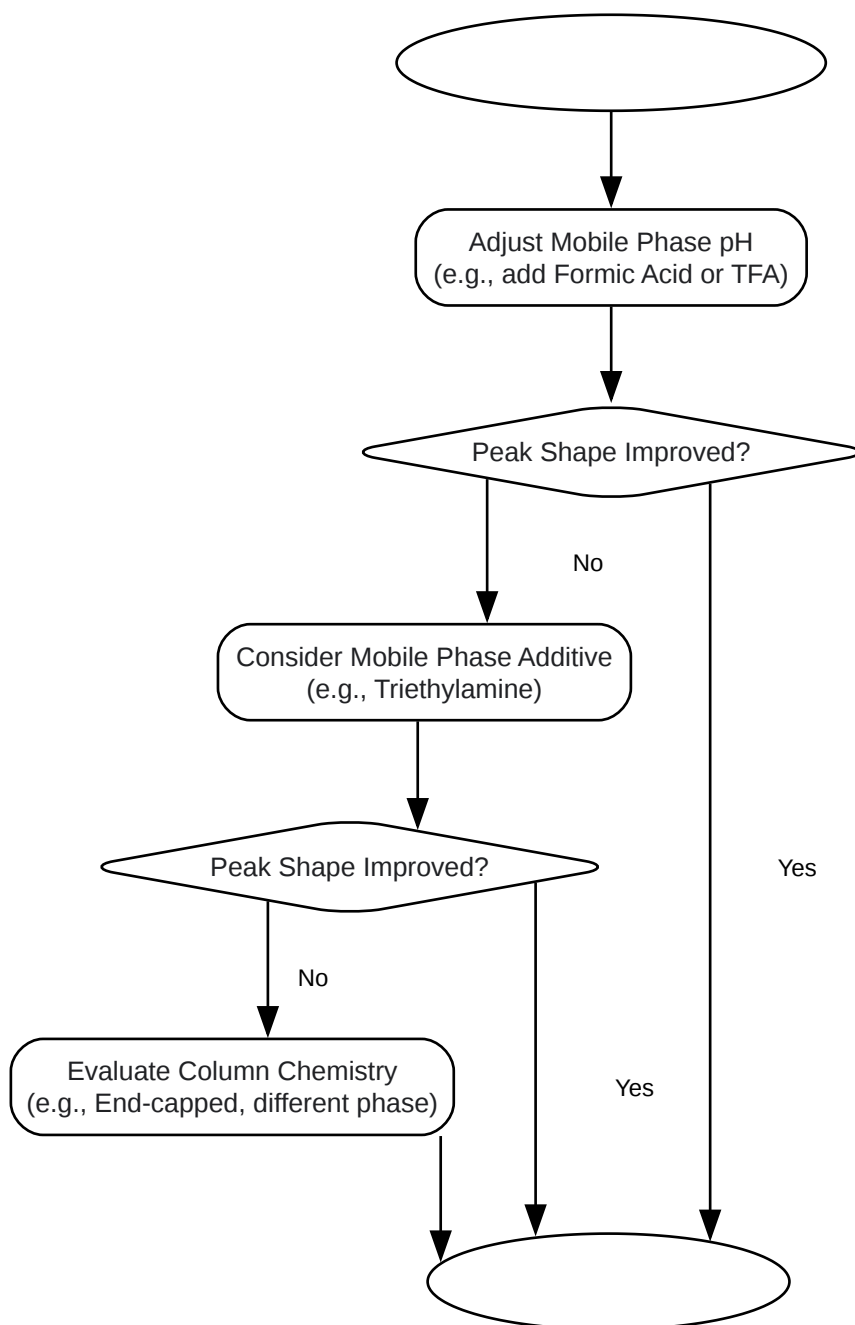 Adjust Mobile Phase pH
(e.g., add Formic Acid or TFA)
Peak Shape Improved?
No
Consider Mobile Phase Additive
(e.g., Triethylamine)
Peak Shape Improved?
Yes
No
Evaluate Column Chemistry
(e.g., End-capped, different phase)
Yes